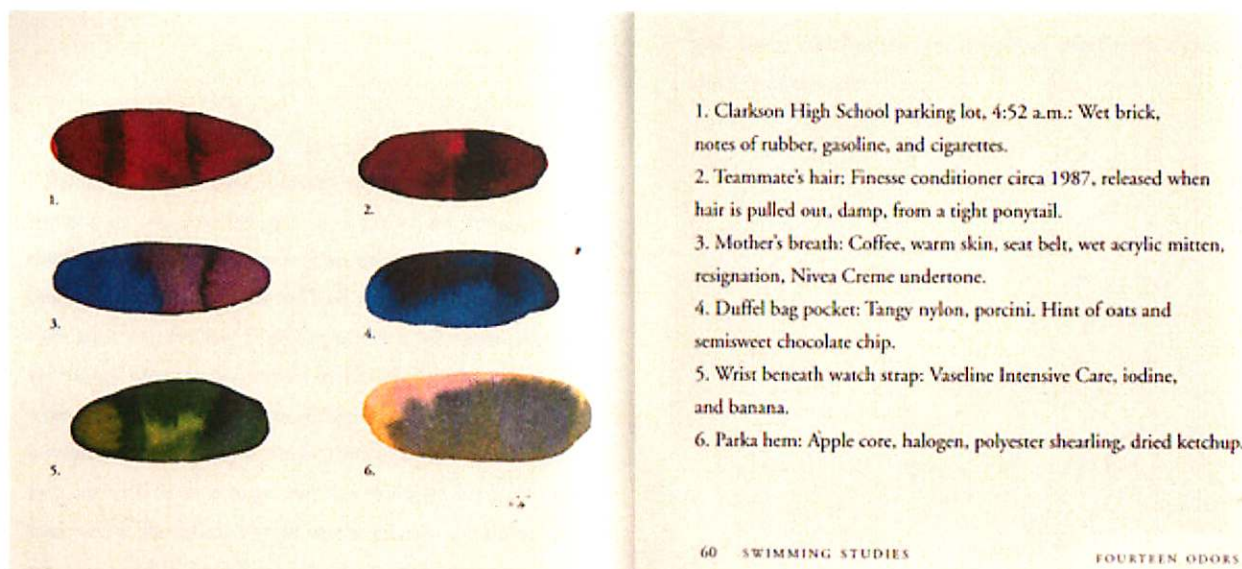 1.
2.
3.
4.
5.
6.
1. Clarkson High School parking lot, 4:52 a.m.: Wet brick,
notes of rubber, gasoline, and cigarettes.
2. Teammate's hair: Finesse conditioner circa 1987, released when
hair is pulled out, damp, from a tight ponytail.
3. Mother's breath: Coffee, warm skin, seat belt, wet acrylic mitten,
resignation, Nivea Creme undertone.
4. Duffel bag pocket: Tangy nylon, porcini. Hint of oats and
semisweet chocolate chip.
5. Wrist beneath watch strap: Vaseline Intensive Care, iodine,
and banana.
6. Parka hem: Apple core, halogen, polyester shearling, dried ketchup.
60 SWIMMING STUDIES
FOURTEEN ODORS